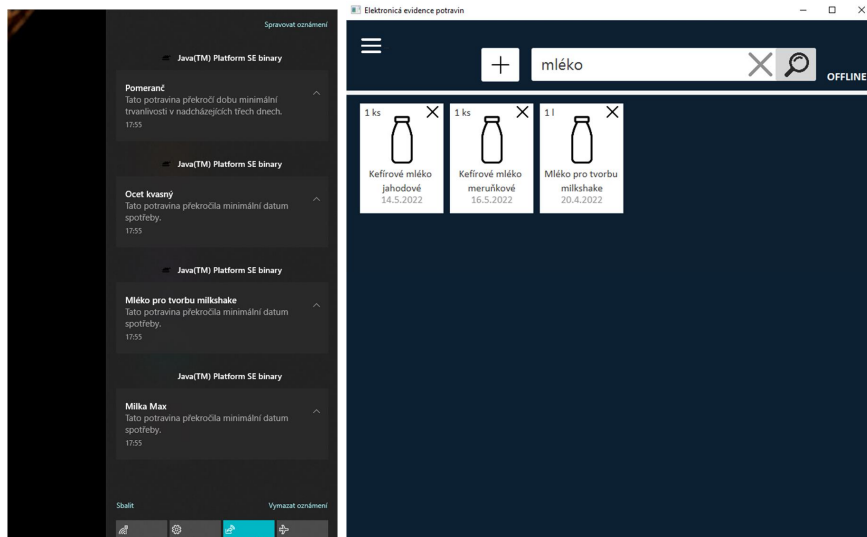 Spravovat oznámení
Java(TM) Platform SE binary
Pomeranč
Tato potravina překročí dobu minimální
trvanlivosti v nadcházejících třech dnech.
17:55
Java(TM) Platform SE binary
Ocet kvasný
Tato potravina překročila minimální datum
spotřeby.
17:55
Java(TM) Platform SE binary
Mléko pro tvorbu milkshake
Tato potravina překročila minimální datum
spotřeby.
17:55
Java(TM) Platform SE binary
Milka Max
Tato potravina překročila minimální datum
spotřeby.
17:55
Sbalit
Vymazat oznámení
Elektronicá evidence potravin
mléko
OFFLINE
1 ks
Kefírové mléko
jahodové
14.5.2022
1 ks
Kefírové mléko
meruňkové
16.5.2022
1 l
Mléko pro tvorbu
milkshake
20.4.2022